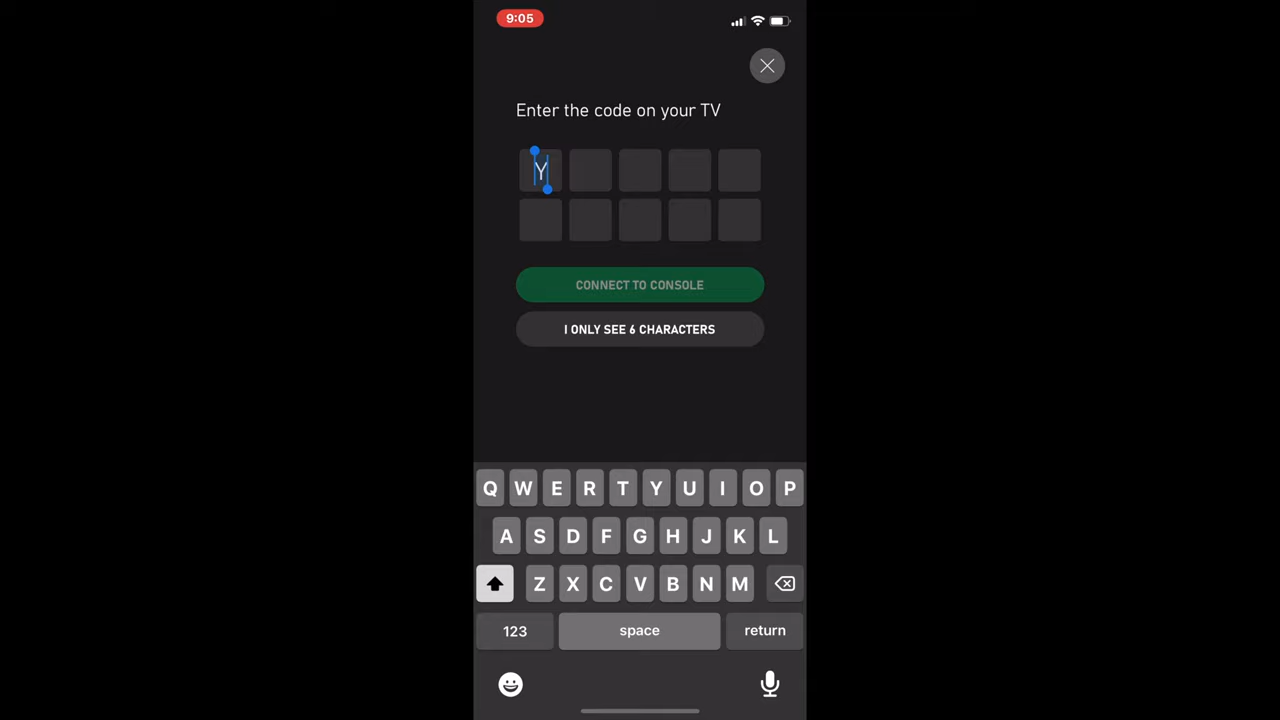 9:05
Enter the code on your TV
Y
CONNECT TO CONSOLE
I ONLY SEE 6 CHARACTERS
Q W E R T Y U I O P
A S D F G H J K L
Z X C V B N M
123 space return